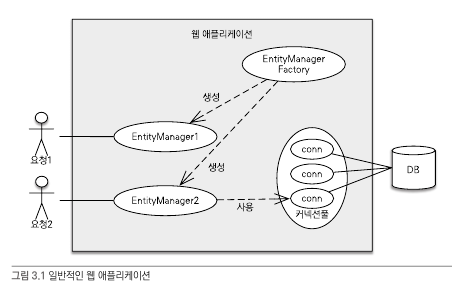 웹 애플리케이션
EntityManager
Factory
생성
EntityManager1
요청1
생성
conn
conn
conn
커넥션풀
DB
EntityManager2
사용
요청2
그림 3.1 일반적인 웹 애플리케이션